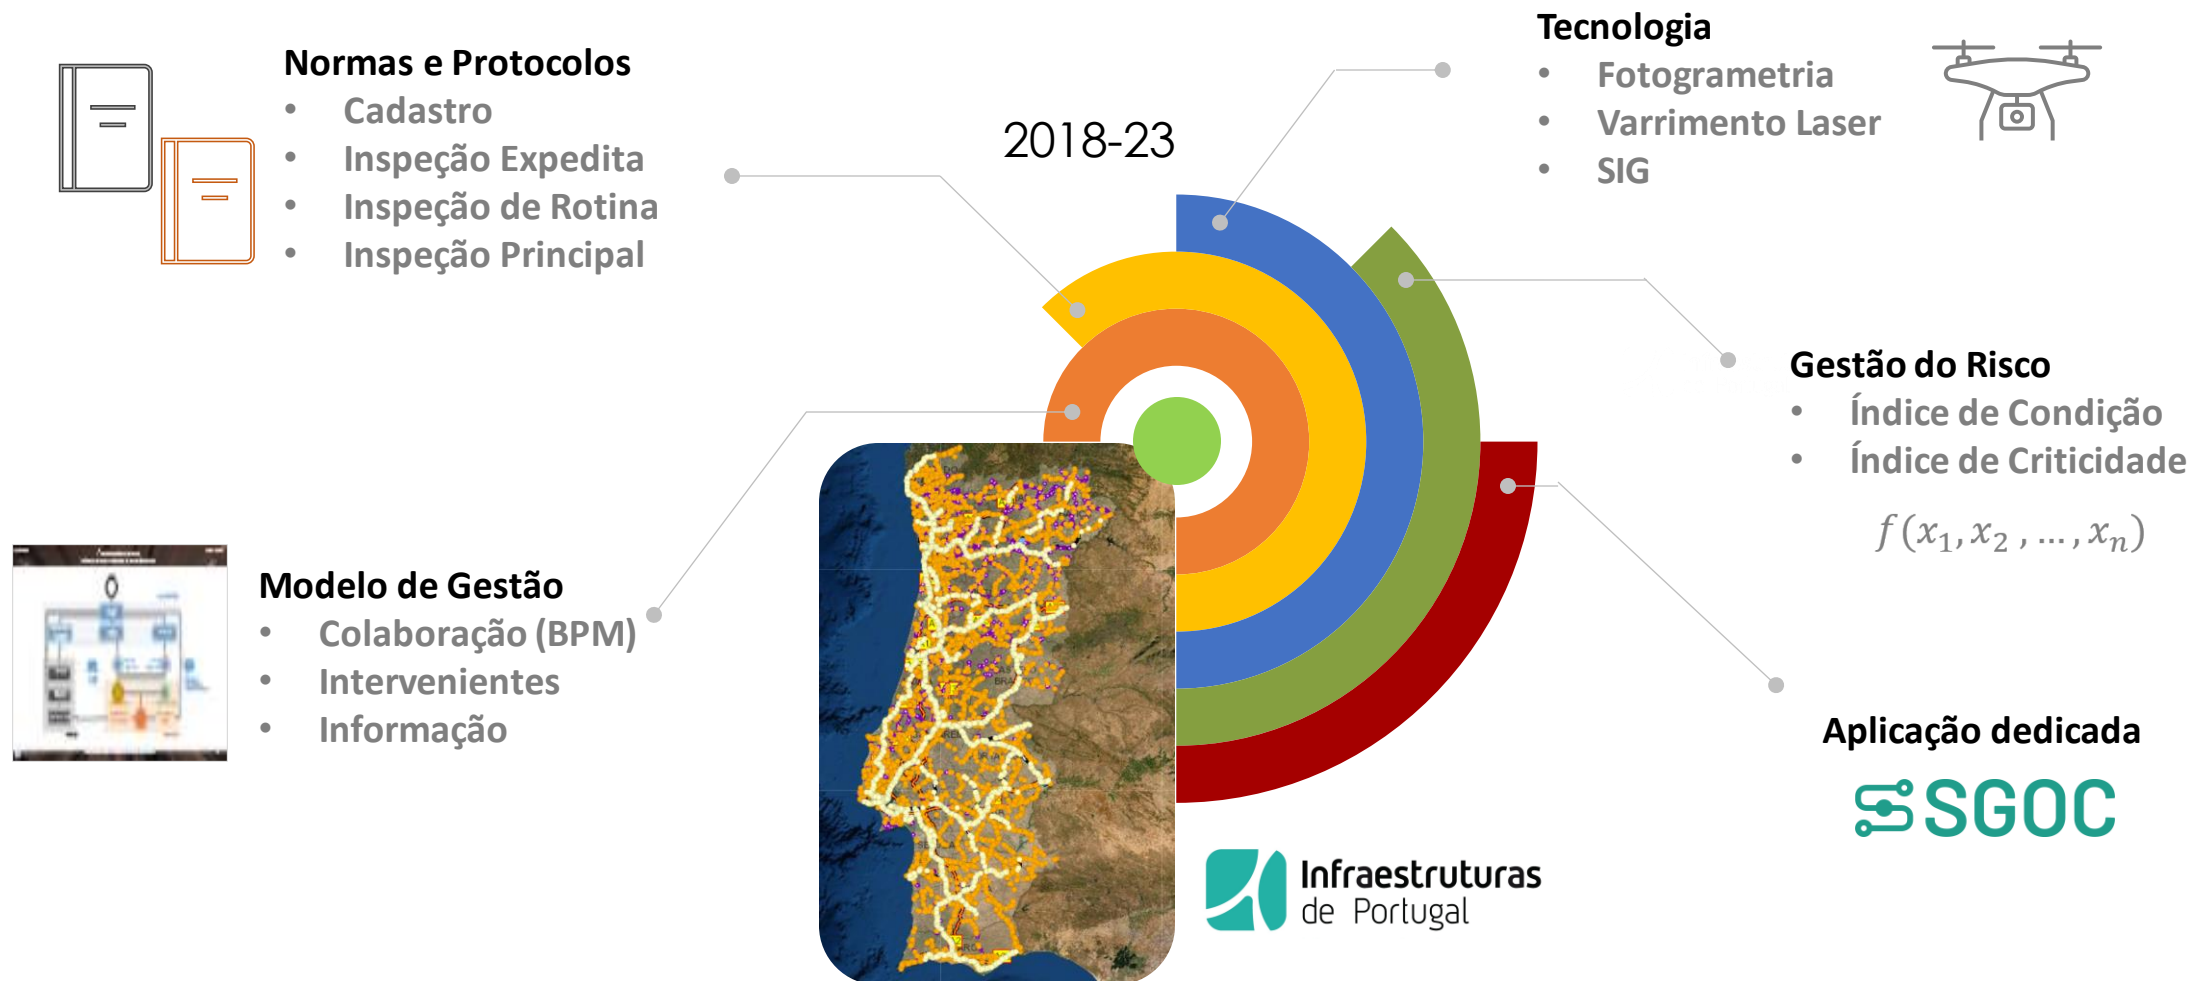 Normas e Protocolos
• Cadastro
• Inspeção Expedita
• Inspeção de Rotina
• Inspeção Principal
2018-23
Tecnologia
• Fotogrametria
• Varrimento Laser
• SIG
Gestão do Risco
• Índice de Condição
• Índice de Criticidade
f(x₁, x₂ , … , xₙ)
Modelo de Gestão
• Colaboração (BPM)
• Intervenientes
• Informação
Aplicação dedicada
SGOC
Infraestruturas
de Portugal